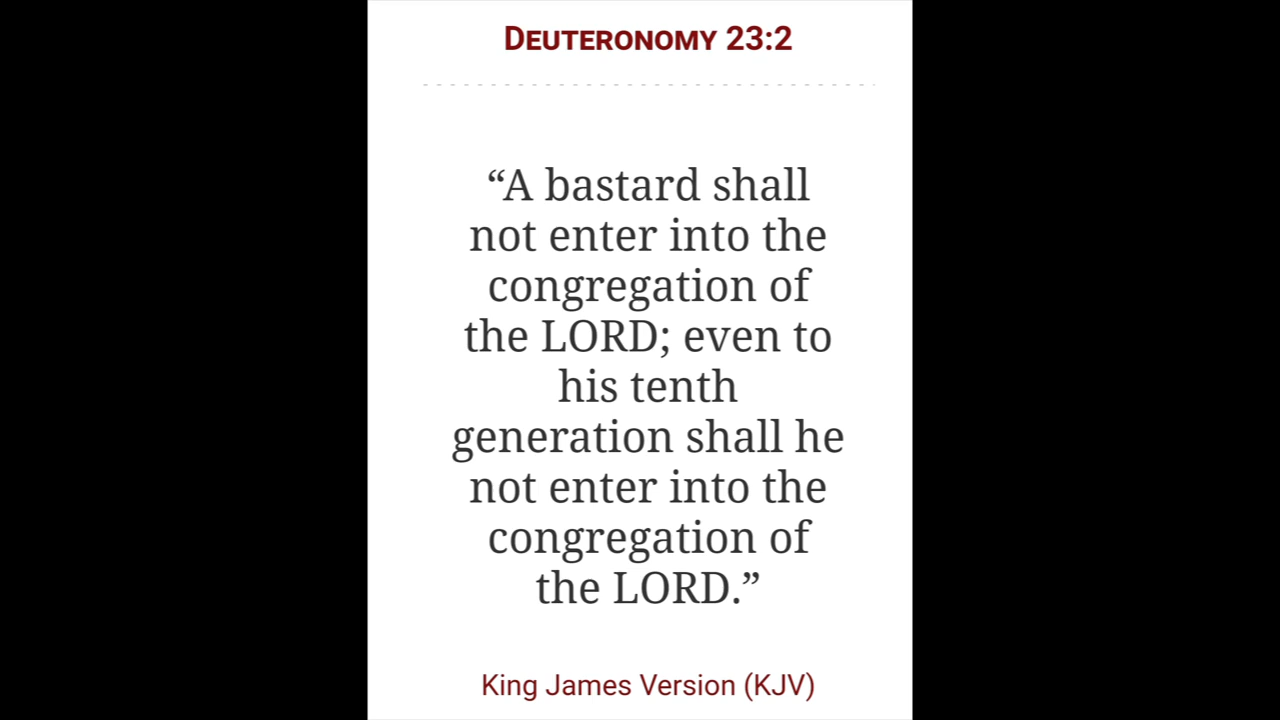 DEUTERONOMY 23:2
“A bastard shall
not enter into the
congregation of
the LORD; even to
his tenth
generation shall he
not enter into the
congregation of
the LORD.”
King James Version (KJV)